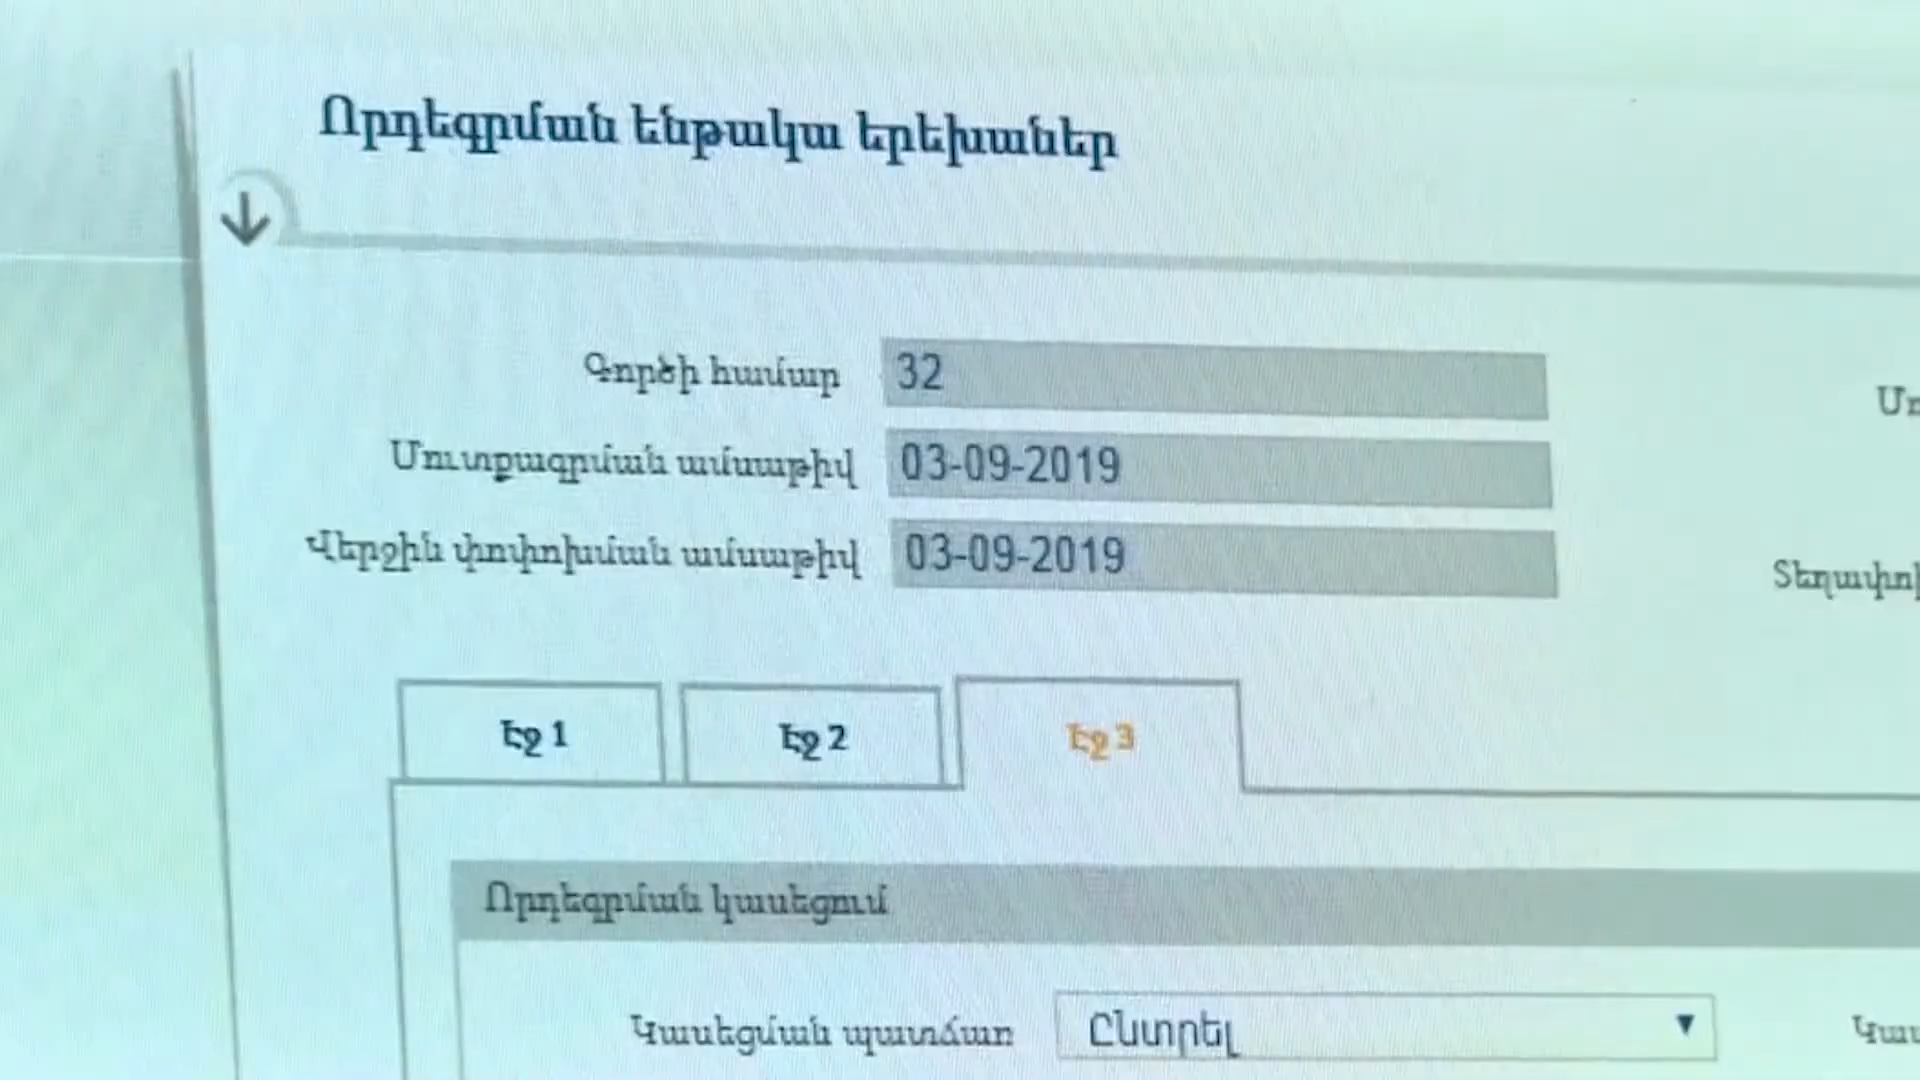 Որդեգրման ենթակա երեխաներ
Գործի համար 32
Մուտքագրման ամսաթիվ 03-09-2019
Վերջին փոփոխման ամսաթիվ 03-09-2019
Էջ 1 Էջ 2 Էջ 3
Որդեգրման կասեցում
Կասեցման պատճառ Ընտրել